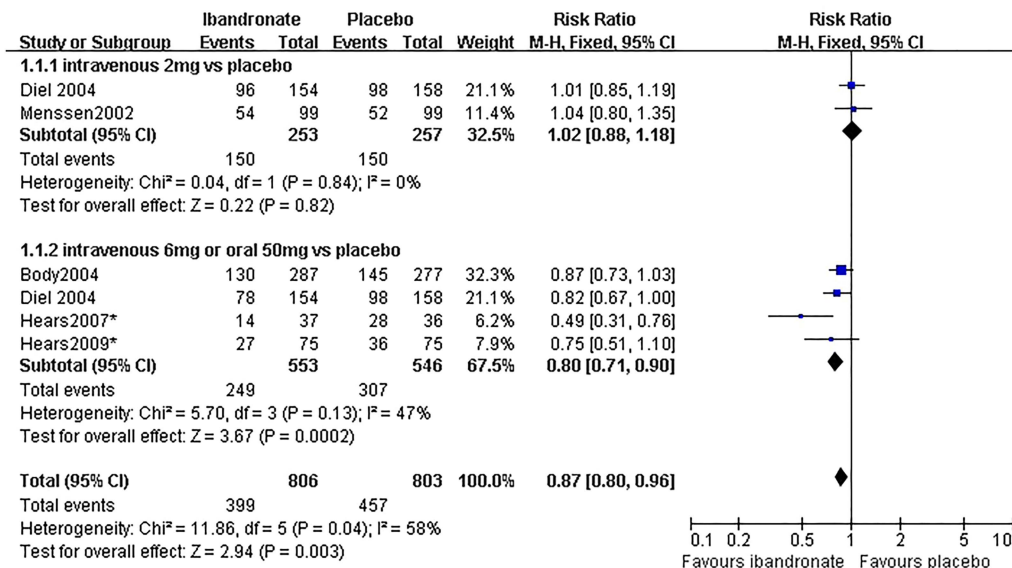 Ibandronate Placebo Risk Ratio Risk Ratio
Study or Subgroup Events Total Events Total Weight M-H, Fixed, 95% CI M-H, Fixed, 95% CI
1.1.1 intravenous 2mg vs placebo
Diel 2004 96 154 98 158 21.1% 1.01 [0.85, 1.19]
Menssen2002 54 99 52 99 11.4% 1.04 [0.80, 1.35]
Subtotal (95% CI) 253 257 32.5% 1.02 [0.88, 1.18]
Total events 150 150
Heterogeneity: Chi² = 0.04, df = 1 (P = 0.84); I² = 0%
Test for overall effect: Z = 0.22 (P = 0.82)
1.1.2 intravenous 6mg or oral 50mg vs placebo
Body2004 130 287 145 277 32.3% 0.87 [0.73, 1.03]
Diel 2004 78 154 98 158 21.1% 0.82 [0.67, 1.00]
Hears2007* 14 37 28 36 6.2% 0.49 [0.31, 0.76]
Hears2009* 27 75 36 75 7.9% 0.75 [0.51, 1.10]
Subtotal (95% CI) 553 546 67.5% 0.80 [0.71, 0.90]
Total events 249 307
Heterogeneity: Chi² = 5.70, df = 3 (P = 0.13); I² = 47%
Test for overall effect: Z = 3.67 (P = 0.0002)
Total (95% CI) 806 803 100.0% 0.87 [0.80, 0.96]
Total events 399 457
Heterogeneity: Chi² = 11.86, df = 5 (P = 0.04); I² = 58%
Test for overall effect: Z = 2.94 (P = 0.003)
0.1 0.2 0.5 1 2 5 10
Favours ibandronate Favours placebo